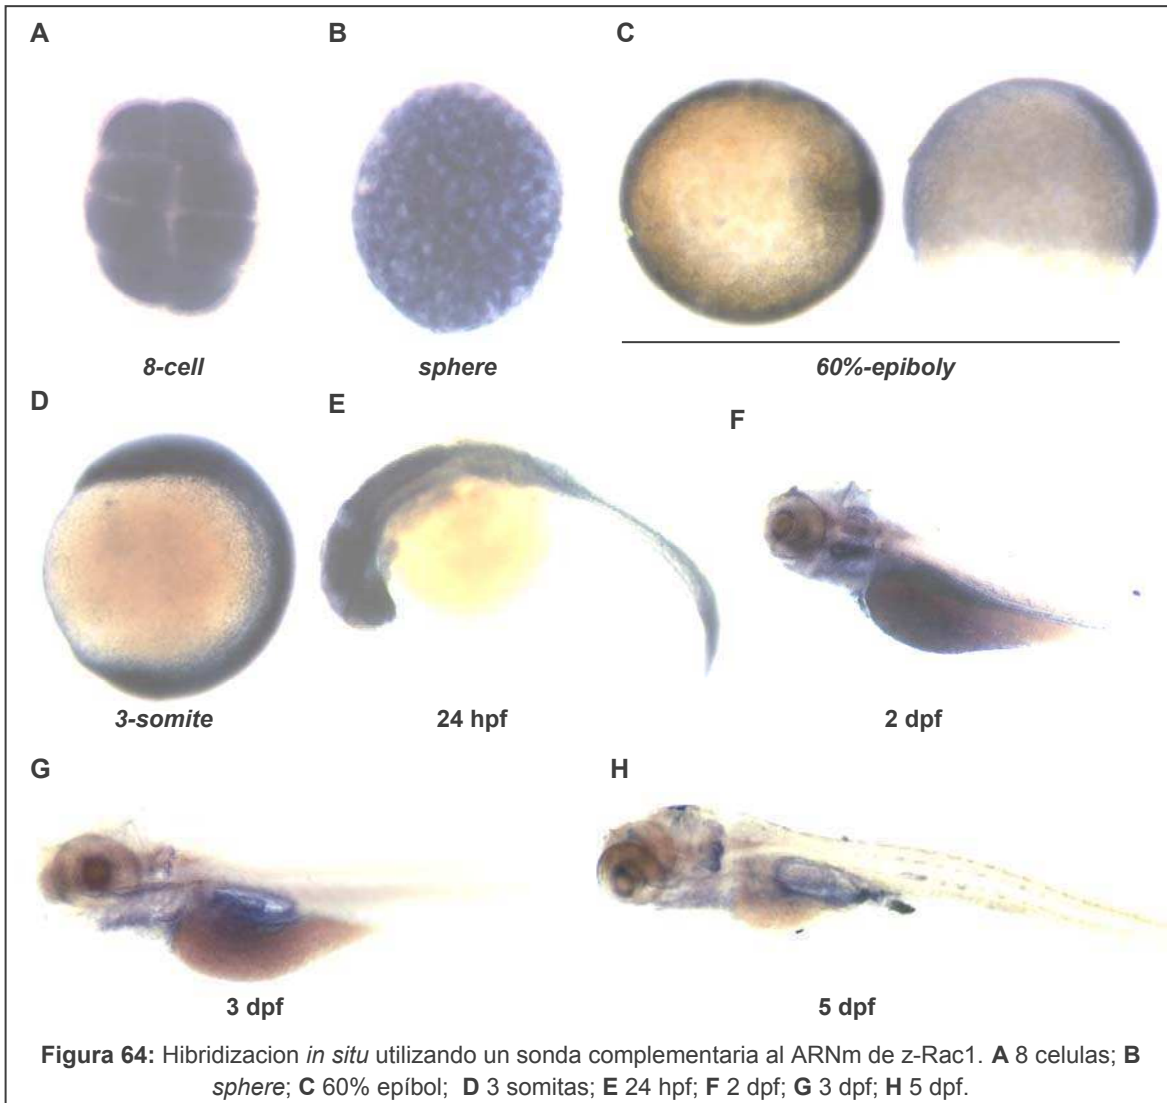 A B C
8-cell sphere 60%-epiboly
D E F
3-somite 24 hpf 2 dpf
G H
3 dpf 5 dpf
Figura 64: Hibridizacion in situ utilizando un sonda complementaria al ARNm de z-Rac1. A 8 celulas; B
sphere; C 60% epíbol; D 3 somitas; E 24 hpf; F 2 dpf; G 3 dpf; H 5 dpf.